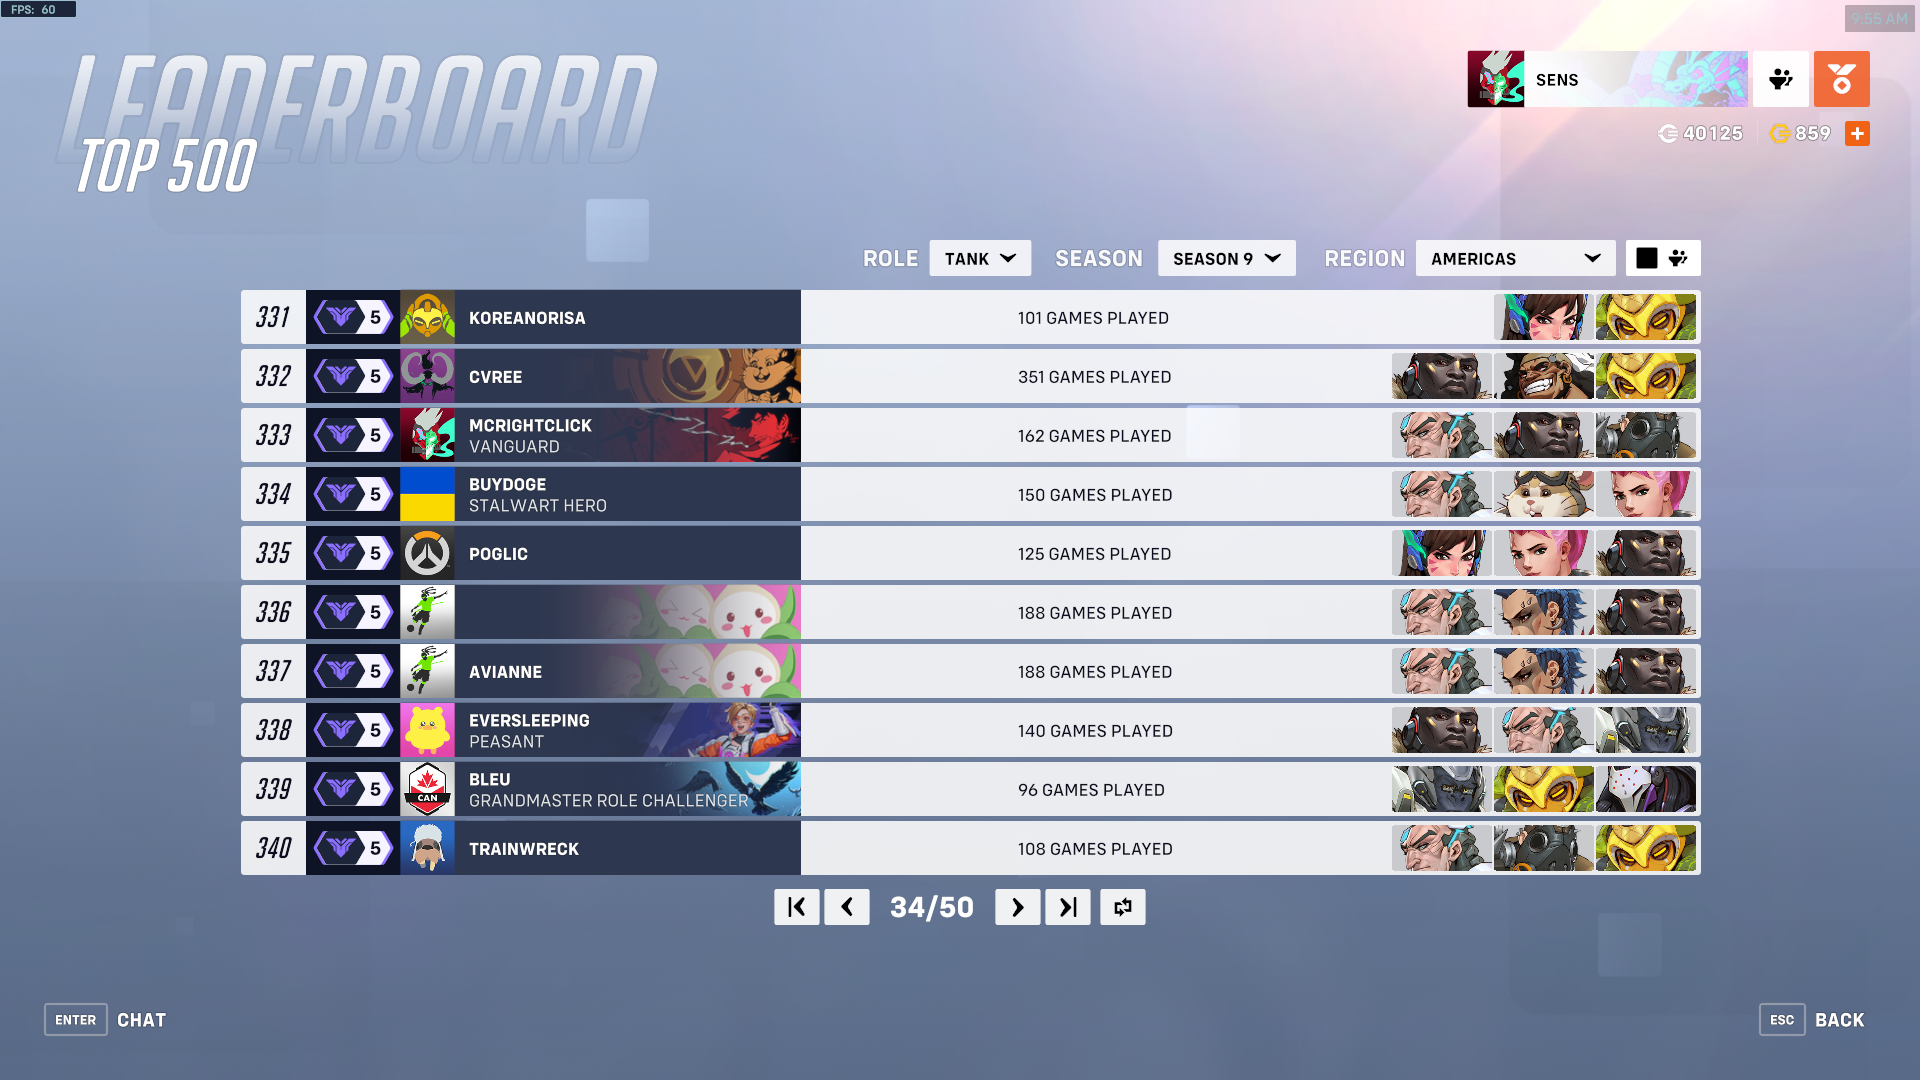 FPS: 60
9:55 AM
LEADERBOARD
TOP 500
SENS
40125
859
ROLE
TANK
SEASON
SEASON 9
REGION
AMERICAS
331 5 KOREANORISA 101 GAMES PLAYED
332 5 CVREE 351 GAMES PLAYED
333 5 MCRIGHTCLICK 162 GAMES PLAYED
VANGUARD
334 5 BUYDOGE 150 GAMES PLAYED
STALWART HERO
335 5 POGLIC 125 GAMES PLAYED
336 5 188 GAMES PLAYED
337 5 AVIANNE 188 GAMES PLAYED
338 5 EVERSLEEPING 140 GAMES PLAYED
PEASANT
CAN
339 5 BLEU 96 GAMES PLAYED
GRANDMASTER ROLE CHALLENGER
340 5 TRAINWRECK 108 GAMES PLAYED
34/50
ENTER CHAT
ESC BACK